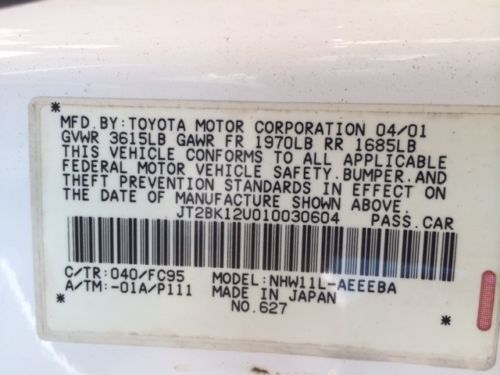 MFD. BY: TOYOTA MOTOR CORPORATION 04/01
GVWR 3615LB GAWR FR 1970LB RR 1685LB
THIS VEHICLE CONFORMS TO ALL APPLICABLE
FEDERAL MOTOR VEHICLE SAFETY. BUMPER. AND
THEFT PREVENTION STANDARDS IN EFFECT ON
THE DATE OF MANUFACTURE SHOWN ABOVE.
JT2BK12U010030604 PASS. CAR
C/TR: 040/FC95 MODEL: NHW11L-AEEEBA
A/TM: -01A/P111 MADE IN JAPAN
NO. 627